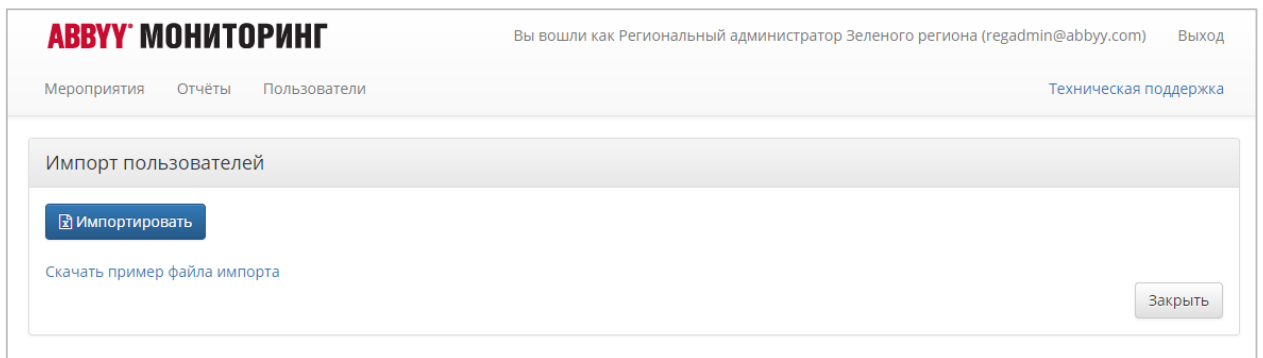 ABBYY® МОНИТОРИНГ
Вы вошли как Региональный администратор Зеленого региона (regadmin@abbyy.com) Выход
Мероприятия Отчёты Пользователи
Техническая поддержка
Импорт пользователей
Импортировать
Скачать пример файла импорта
Закрыть